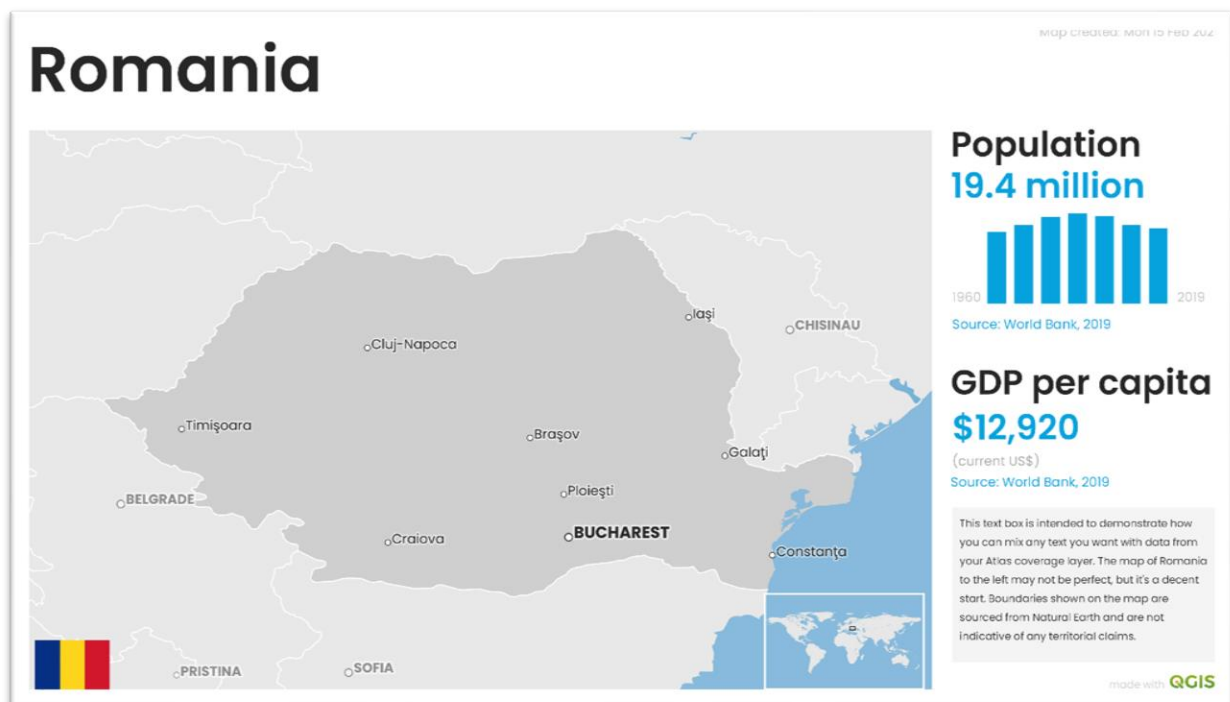 Map created: Mon 15 Feb 202
Romania
Iaşi
CHISINAU
Cluj-Napoca
Timişoara
Braşov
Galaţi
Ploieşti
BELGRADE
BUCHAREST
Craiova
Constanţa
SOFIA
PRISTINA
Population
19.4 million
1960
2019
Source: World Bank, 2019
GDP per capita
$12,920
(current US$)
Source: World Bank, 2019
This text box is intended to demonstrate how
you can mix any text you want with data from
your Atlas coverage layer. The map of Romania
to the left may not be perfect, but it's a decent
start. Boundaries shown on the map are
sourced from Natural Earth and are not
indicative of any territorial claims.
made with QGIS